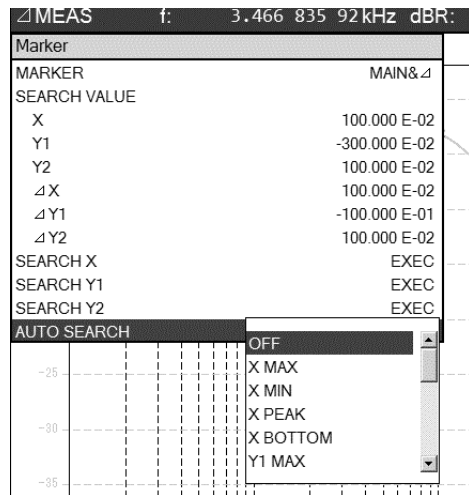 ⊿MEAS f: 3.466 835 92kHz dBR:
Marker
MARKER MAIN&⊿
SEARCH VALUE
X 100.000 E-02
Y1 -300.000 E-02
Y2 100.000 E-02
⊿X 100.000 E-02
⊿Y1 -100.000 E-01
⊿Y2 100.000 E-02
SEARCH X EXEC
SEARCH Y1 EXEC
SEARCH Y2 EXEC
AUTO SEARCH
OFF
X MAX
X MIN
X PEAK
X BOTTOM
Y1 MAX
-25
-30
-35